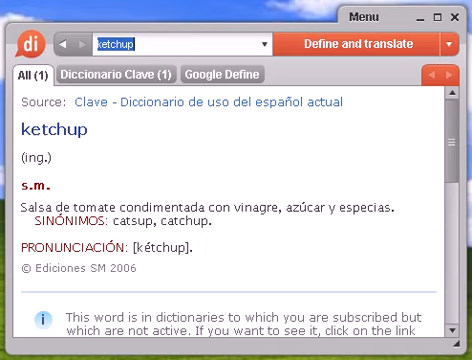 Menu
di
ketchup
Define and translate
All (1)
Diccionario Clave (1)
Google Define
Source: Clave - Diccionario de uso del español actual
ketchup
(ing.)
s.m.
Salsa de tomate condimentada con vinagre, azúcar y especias.
SINÓNIMOS: catsup, catchup.
PRONUNCIACIÓN: [kétchup].
© Ediciones SM 2006
i
This word is in dictionaries to which you are subscribed but
which are not active. If you want to see it, click on the link